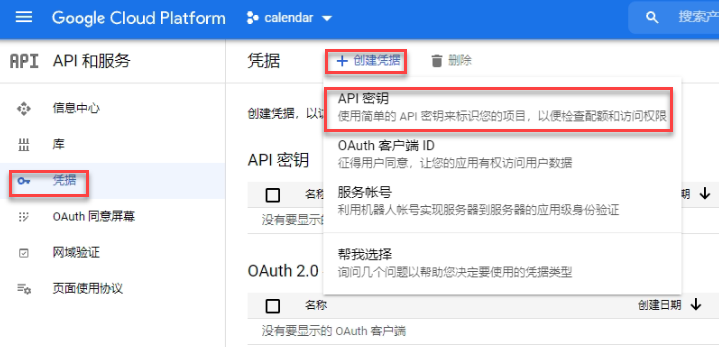 Google Cloud Platform
calendar
搜索产
API API 和服务
凭据
创建凭据
删除
信息中心
库
凭据
OAuth 同意屏幕
网域验证
页面使用协议
创建凭据，以
API 密钥
使用简单的 API 密钥来标识您的项目，以便检查配额和访问权限
OAuth 客户端 ID
征得用户同意，让您的应用有权访问用户数据
服务帐号
利用机器人帐号实现服务器到服务器的应用级身份验证
帮我选择
询问几个问题以帮助您决定要使用的凭据类型
API 密钥
名称
日期
没有要显示的
OAuth 2.0
名称
创建日期
没有要显示的 OAuth 客户端